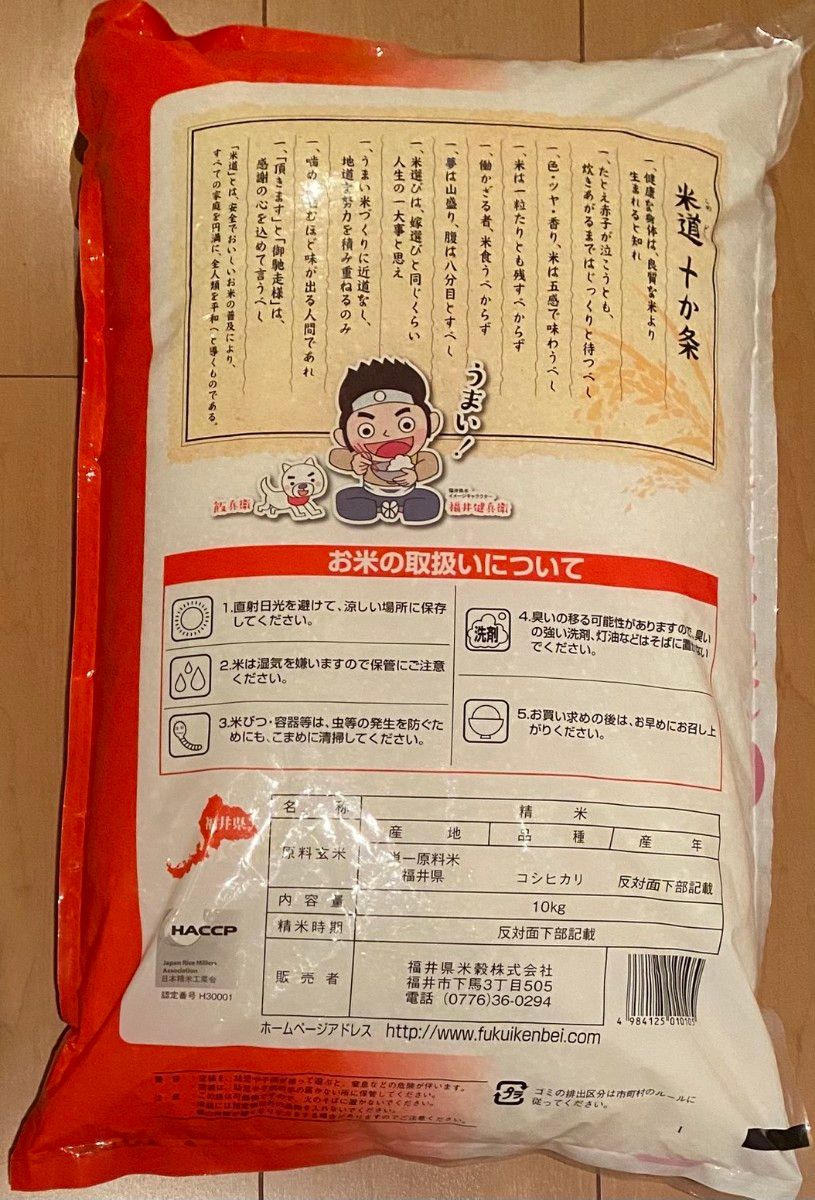 米道十か条
こめどう
一、健康な身体は、良質な米より
生まれると知れ
一、たとえ赤子が泣こうとも、
炊きあがるまではじっくりと待つべし
一、色・ツヤ・香り、米は五感で味わうべし
一、米は一粒たりとも残すべからず
一、働かざる者、米食うべからず
一、夢は山盛り、腹は八分目とすべし
一、米選びは、嫁選びと同じくらい
人生の一大事と思え
一、うまい米づくりに近道なし、
地道な努力を積み重ねるのみ
一、噛めば噛むほど味が出る人間であれ
一、「頂きます」と「御馳走様」は、
感謝の心を込めて言うべし
「米道」とは、安全でおいしいお米の普及により、
すべての家庭を円満に、全人類を平和へと導くものである。
うまい!
飯兵衛
福井県米
イメージキャラクター
福井健兵衛
お米の取扱いについて
1.直射日光を避けて、涼しい場所に保存
してください。
2.米は湿気を嫌いますので保管にご注意
ください。
3.米びつ・容器等は、虫等の発生を防ぐた
めにも、こまめに清掃してください。
洗剤
4.臭いの移る可能性がありますので、臭い
の強い洗剤、灯油などはそばに置かない
でください。
5.お買い求めの後は、お早めにお召し上
がりください。
福井県
名 称 精 米
原料玄米 産 地 品 種 産 年
単一原料米
福井県 コシヒカリ 反対面下部記載
内容量 10kg
精米時期 反対面下部記載
販売者 福井県米穀株式会社
福井市下馬3丁目505
電話 (0776)36-0294
HACCP
Japan Rice Millers
Association
日本精米工業会
認定番号 H30001
4 984125 010105
ホームページアドレス http://www.fukuikenbei.com
プラ
ゴミの排出区分は市町村のルールに
従ってください。